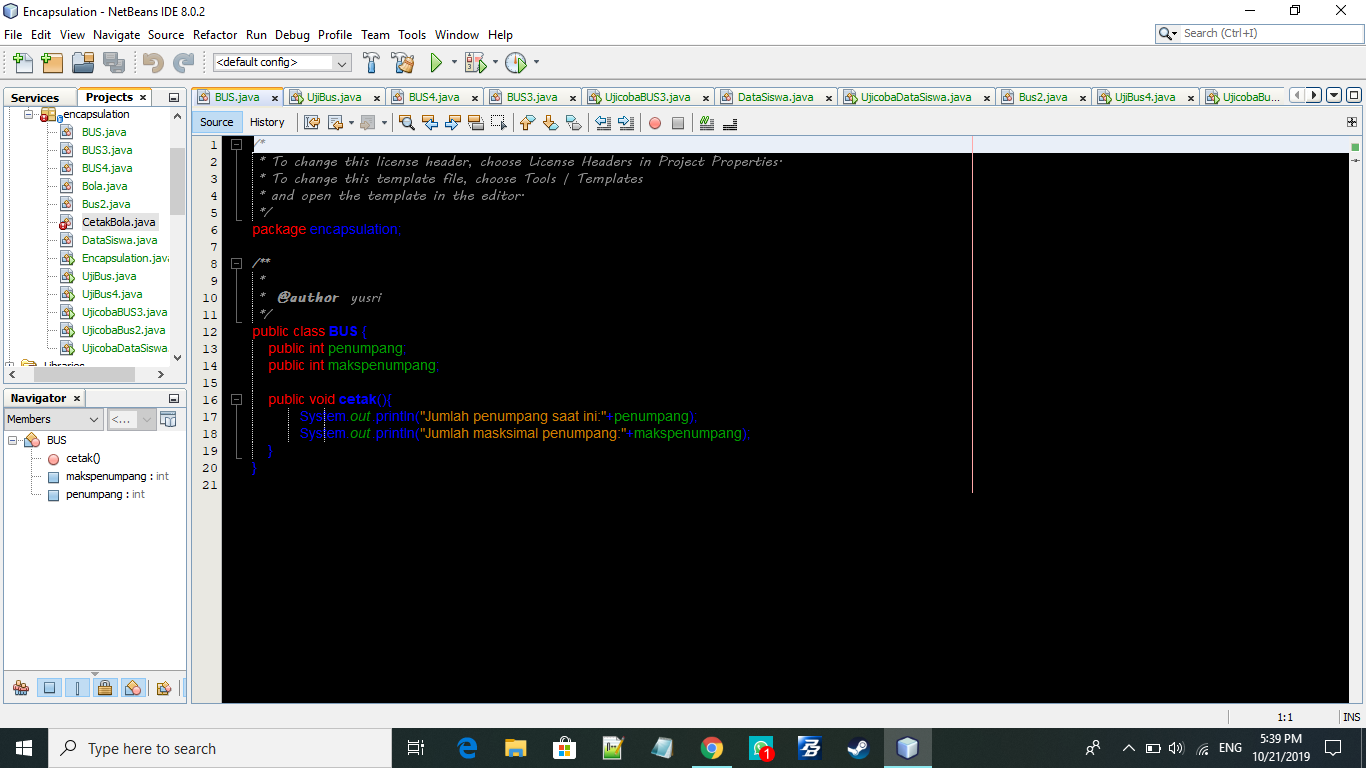 Encapsulation - NetBeans IDE 8.0.2
File Edit View Navigate Source Refactor Run Debug Profile Team Tools Window Help
Search (Ctrl+I)
<default config>
Services Projects
BUS.java UjiBus.java BUS4.java BUS3.java UjicobaBUS3.java DataSiswa.java UjicobaDataSiswa.java Bus2.java UjiBus4.java UjicobaBu...
Source History
encapsulation
BUS.java
BUS3.java
BUS4.java
Bola.java
Bus2.java
CetakBola.java
DataSiswa.java
Encapsulation.java
UjiBus.java
UjiBus4.java
UjicobaBUS3.java
UjicobaBus2.java
UjicobaDataSiswa
Libraries
Navigator
Members <...
BUS
cetak()
makspenumpang : int
penumpang : int
1 /*
2 * To change this license header, choose License Headers in Project Properties.
3 * To change this template file, choose Tools | Templates
4 * and open the template in the editor.
5 */
6 package encapsulation;
7
8 /**
9 *
10 * @author yusri
11 */
12 public class BUS {
13 public int penumpang;
14 public int makspenumpang
15
16 public void cetak(){
17 System.out.println("Jumlah penumpang saat ini:"+penumpang);
18 System.out.println("Jumlah masksimal penumpang:"+makspenumpang);
19 }
20 }
21
1:1 INS
Type here to search
1
ENG
5:39 PM
10/21/2019